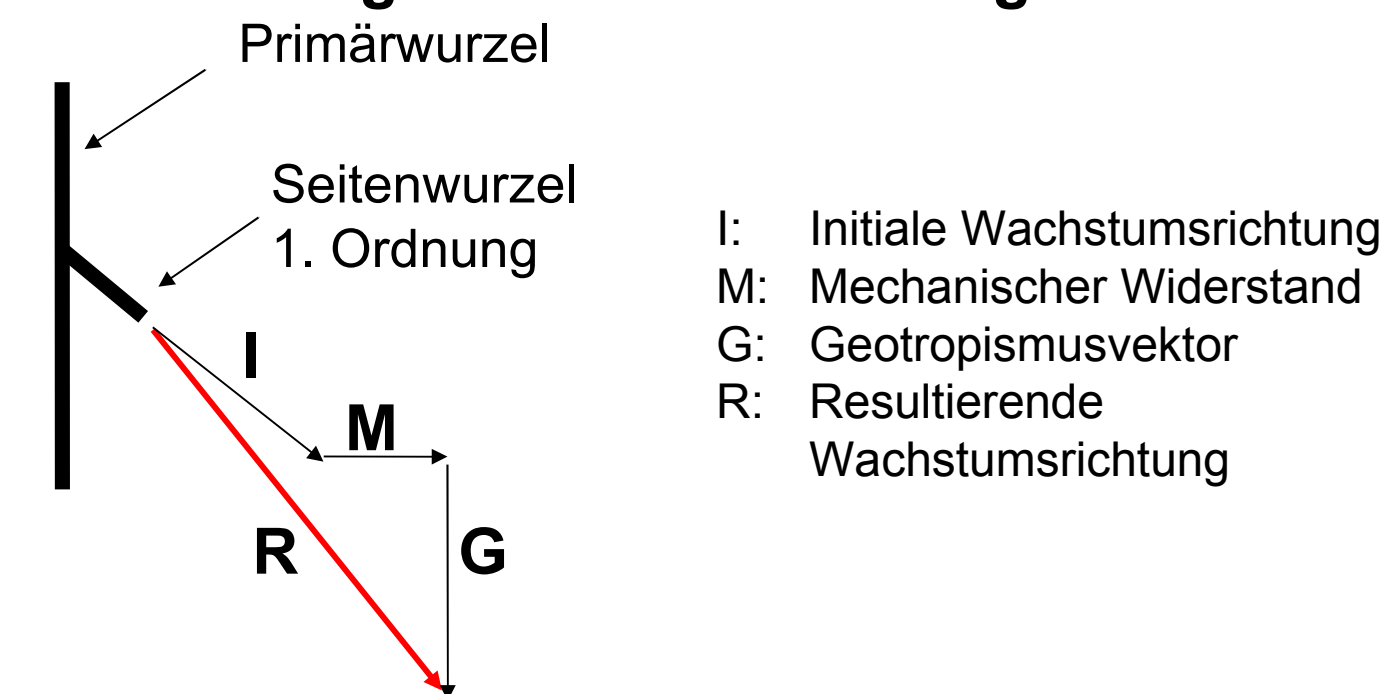 Primärwurzel
Seitenwurzel
1. Ordnung
I
M
R
G
I: Initiale Wachstumsrichtung
M: Mechanischer Widerstand
G: Geotropismusvektor
R: Resultierende
Wachstumsrichtung